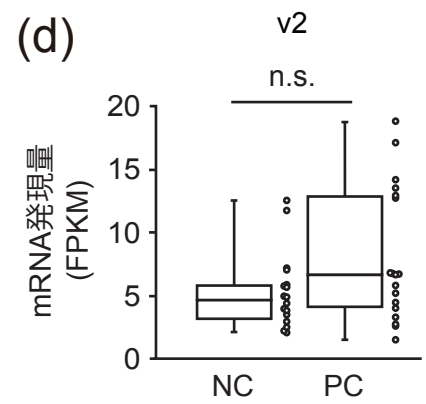 (d)
v2
n.s.
mRNA発現量
(FPKM)
20
15
10
5
0
NC
PC